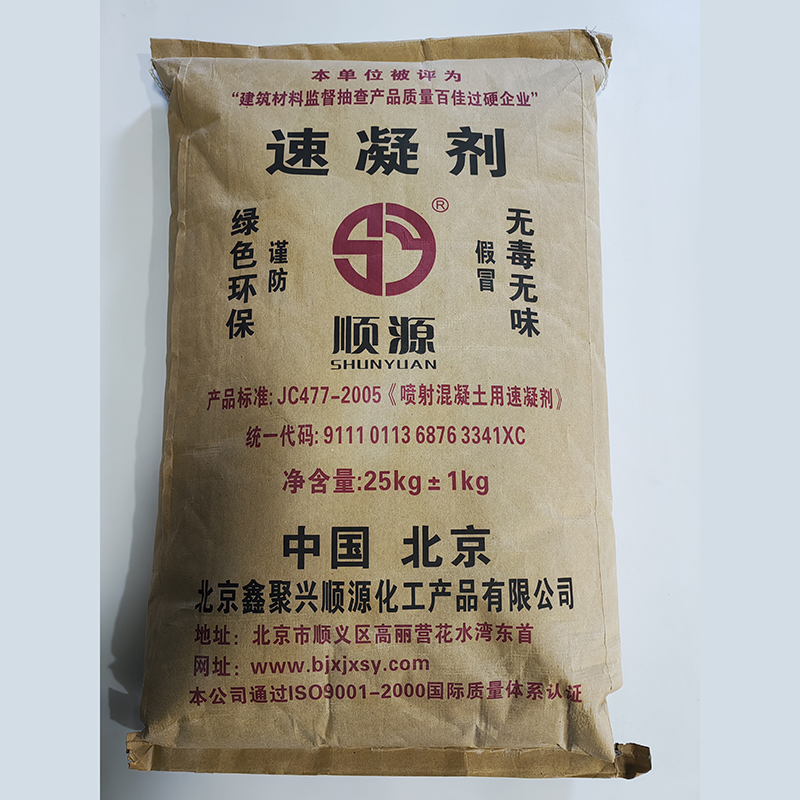 本单位被评为
“建筑材料监督抽查产品质量百佳过硬企业”
速凝剂
绿色环保
谨防
®
假冒
无毒无味
顺源
SHUNYUAN
产品标准: JC477-2005《喷射混凝土用速凝剂》
统一代码: 9111 0113 6876 3341XC
净含量:25kg±1kg
中国 北京
北京鑫聚兴顺源化工产品有限公司
地址: 北京市顺义区高丽营花水湾东首
网址: www.bjxjxsy.com
本公司通过ISO9001-2000国际质量体系认证